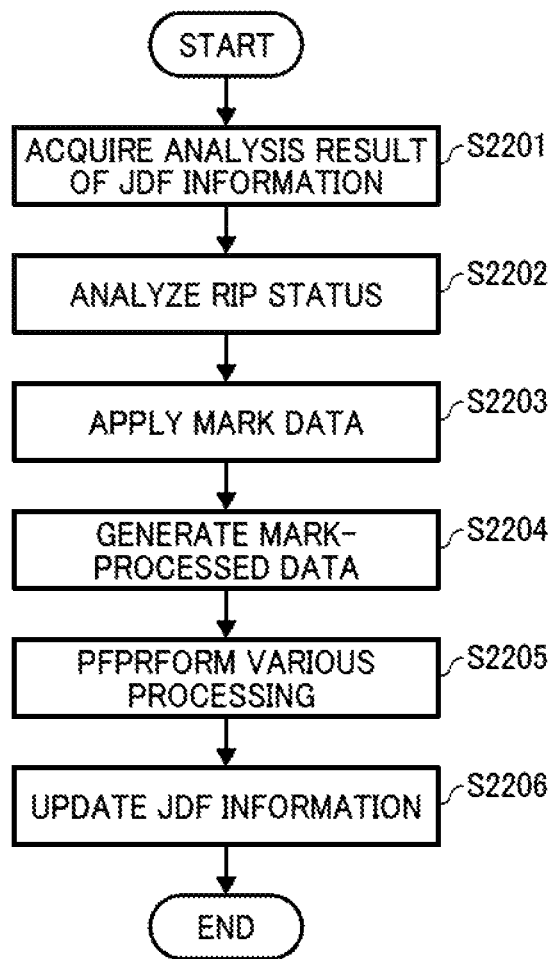 START
ACQUIRE ANALYSIS RESULT
OF JDF INFORMATION
S2201
ANALYZE RIP STATUS
S2202
APPLY MARK DATA
S2203
GENERATE MARK-
PROCESSED DATA
S2204
PFPRFORM VARIOUS
PROCESSING
S2205
UPDATE JDF INFORMATION
S2206
END